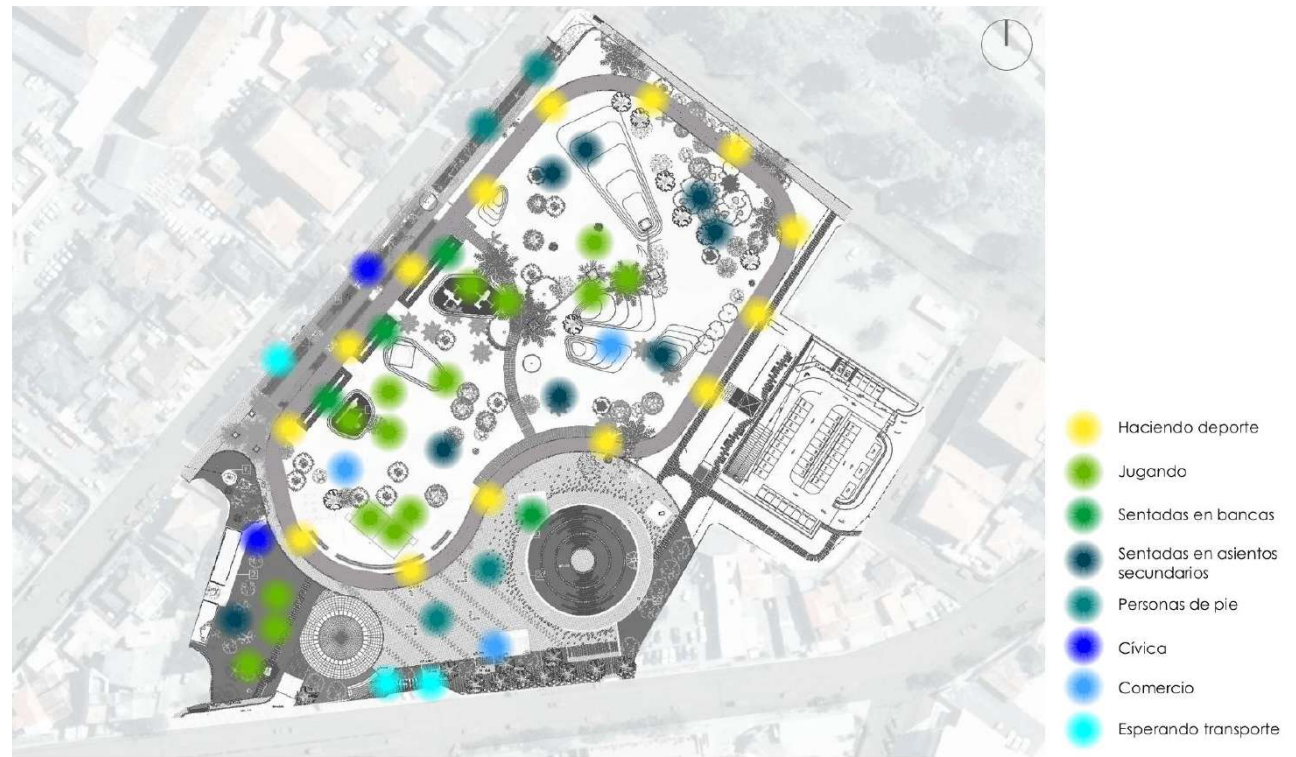 Haciendo deporte
Jugando
Sentadas en bancas
Sentadas en asientos
secundarios
Personas de pie
Cívica
Comercio
Esperando transporte